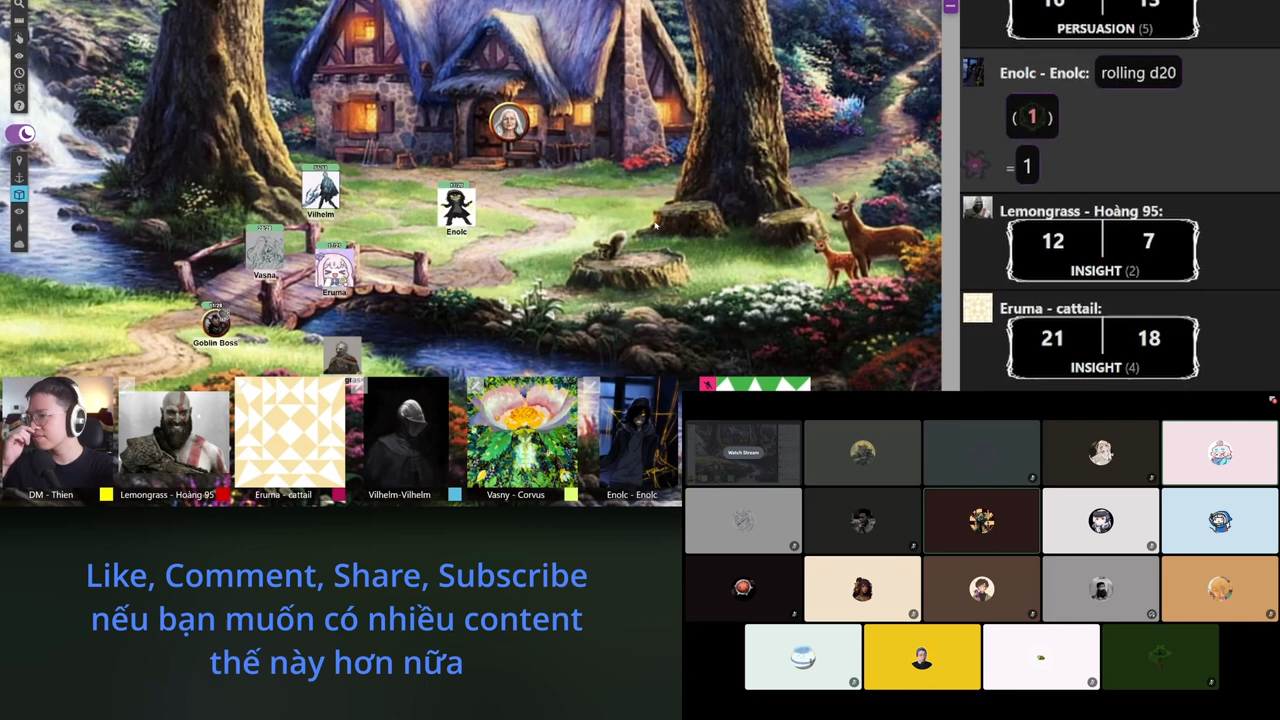 16 13
PERSUASION (5)
Enolc - Enolc: rolling d20
(1)
=1
Lemongrass - Hoàng 95:
12 7
INSIGHT (2)
Eruma - cattail:
21 18
INSIGHT (4)
Vilhelm
Enolc
Vasna
Eruma
Goblin Boss
DM - Thien
Lemongrass - Hoàng 95
Eruma - cattail
Vilhelm-Vilhelm
Vasny - Corvus
Enolc - Enolc
Watch Stream
Like, Comment, Share, Subscribe
nếu bạn muốn có nhiều content
thế này hơn nữa